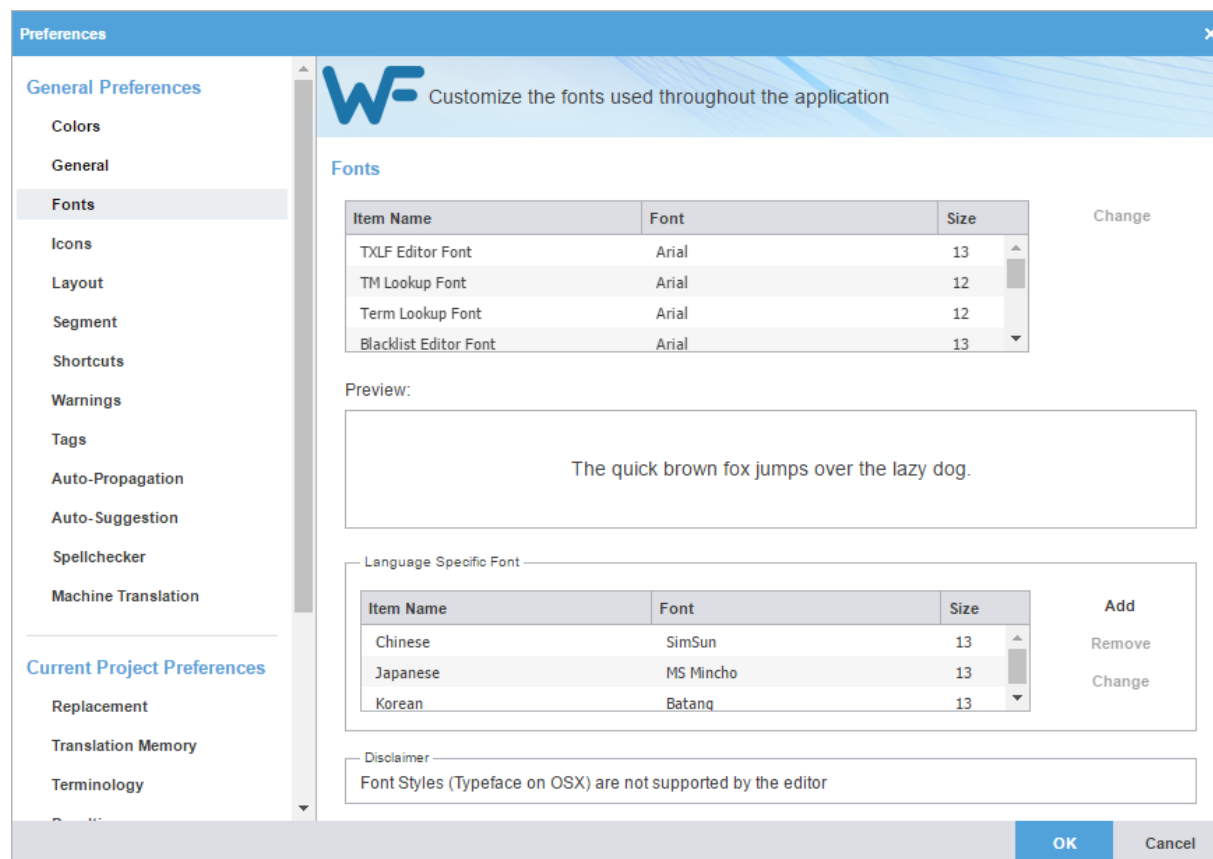 Preferences
General Preferences
Colors
General
Fonts
Icons
Layout
Segment
Shortcuts
Warnings
Tags
Auto-Propagation
Auto-Suggestion
Spellchecker
Machine Translation
Current Project Preferences
Replacement
Translation Memory
Terminology
WF Customize the fonts used throughout the application
Fonts
Item Name Font Size Change
TXLF Editor Font Arial 13
TM Lookup Font Arial 12
Term Lookup Font Arial 12
Blacklist Editor Font Arial 13
Preview:
The quick brown fox jumps over the lazy dog.
Language Specific Font
Item Name Font Size Add
Chinese SimSun 13 Remove
Japanese MS Mincho 13 Change
Korean Batang 13
Disclaimer
Font Styles (Typeface on OSX) are not supported by the editor
OK Cancel